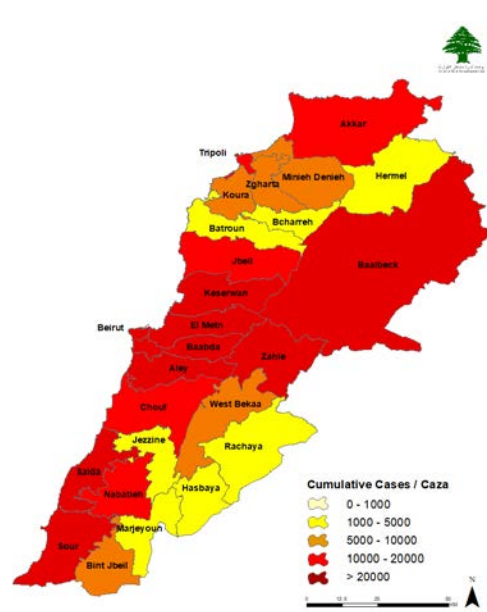 Akkar
Tripoli
Hermel
Minieh Denieh
Zgharta
Koura
Bcharreh
Batroun
Jbeil
Baalbeck
Keserwan
El Metn
Beirut
Baabda
Zahle
Aley
Chouf
West Bekaa
Jezzine
Rachaya
Saida
Hasbaya
Nabatieh
Marjeyoun
Sour
Bint Jbeil
Cumulative Cases / Caza
0 - 1000
1000 - 5000
5000 - 10000
10000 - 20000
> 20000
N